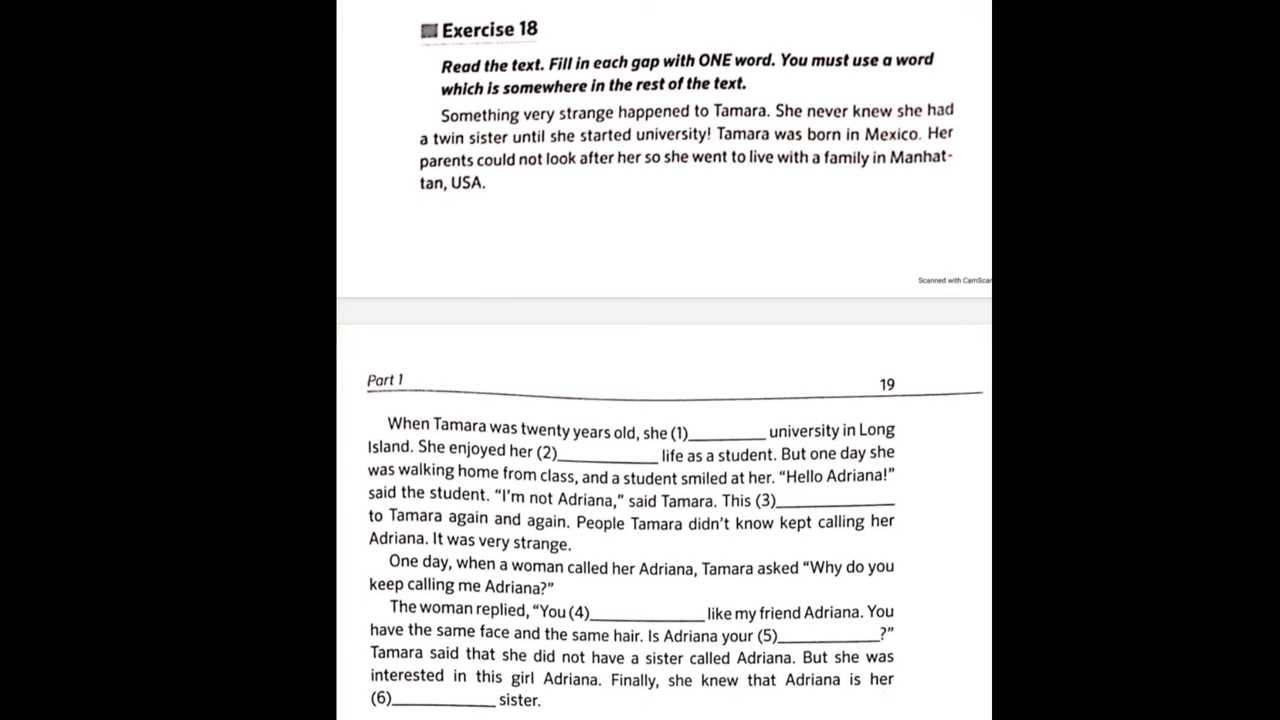 Exercise 18
Read the text. Fill in each gap with ONE word. You must use a word
which is somewhere in the rest of the text.
Something very strange happened to Tamara. She never knew she had
a twin sister until she started university! Tamara was born in Mexico. Her
parents could not look after her so she went to live with a family in Manhat-
tan, USA.
Scanned with CamScan
Part 1
19
When Tamara was twenty years old, she (1)________ university in Long
Island. She enjoyed her (2)__________ life as a student. But one day she
was walking home from class, and a student smiled at her. “Hello Adriana!”
said the student. “I’m not Adriana,” said Tamara. This (3)____________
to Tamara again and again. People Tamara didn’t know kept calling her
Adriana. It was very strange.
One day, when a woman called her Adriana, Tamara asked “Why do you
keep calling me Adriana?”
The woman replied, “You (4)____________ like my friend Adriana. You
have the same face and the same hair. Is Adriana your (5)___________?”
Tamara said that she did not have a sister called Adriana. But she was
interested in this girl Adriana. Finally, she knew that Adriana is her
(6)___________ sister.